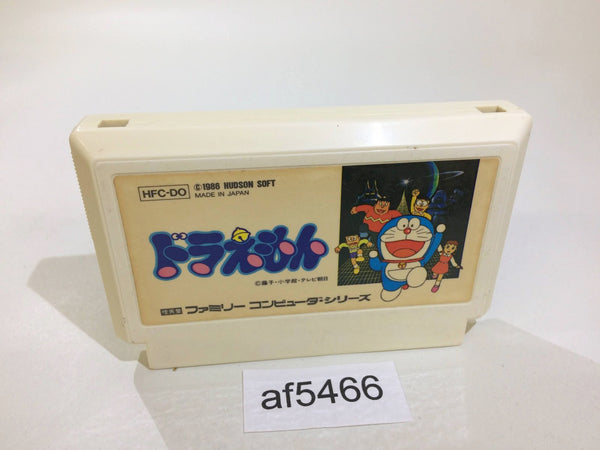 HFC-DO
©1986 HUDSON SOFT
MADE IN JAPAN
ドラえもん
©藤子・小学館・テレビ朝日
任天堂 ファミリー コンピュータ・シリーズ
af5466